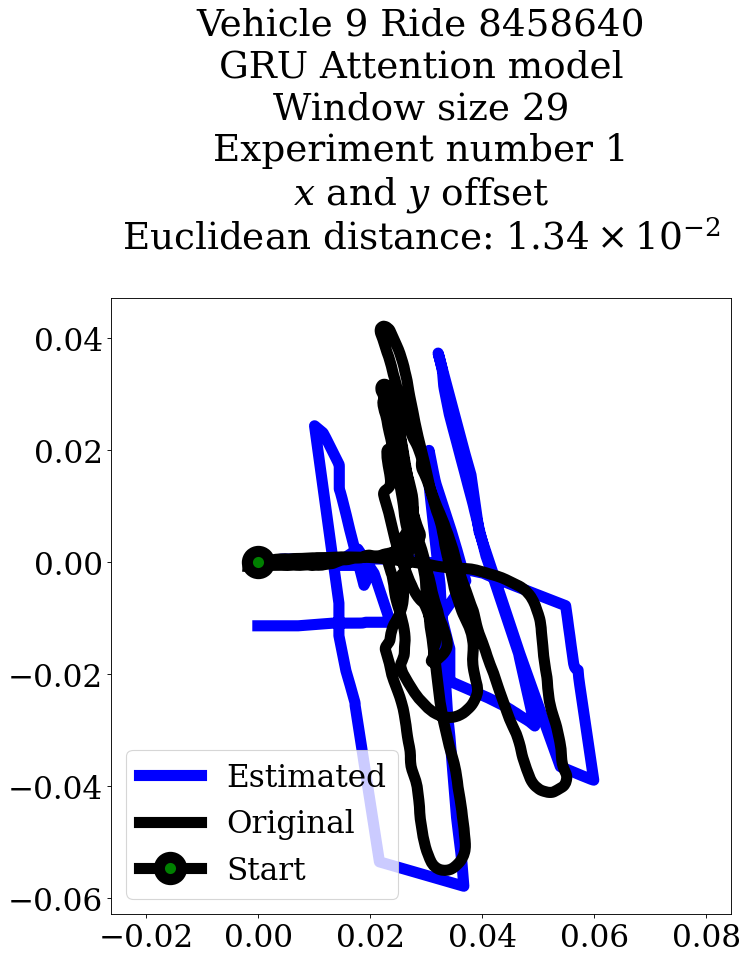 Vehicle 9 Ride 8458640
GRU Attention model
Window size 29
Experiment number 1
x and y offset
Euclidean distance: 1.34 × 10⁻²
0.04
0.02
0.00
−0.02
−0.04
−0.06
Estimated
Original
Start
−0.02 0.00 0.02 0.04 0.06 0.08